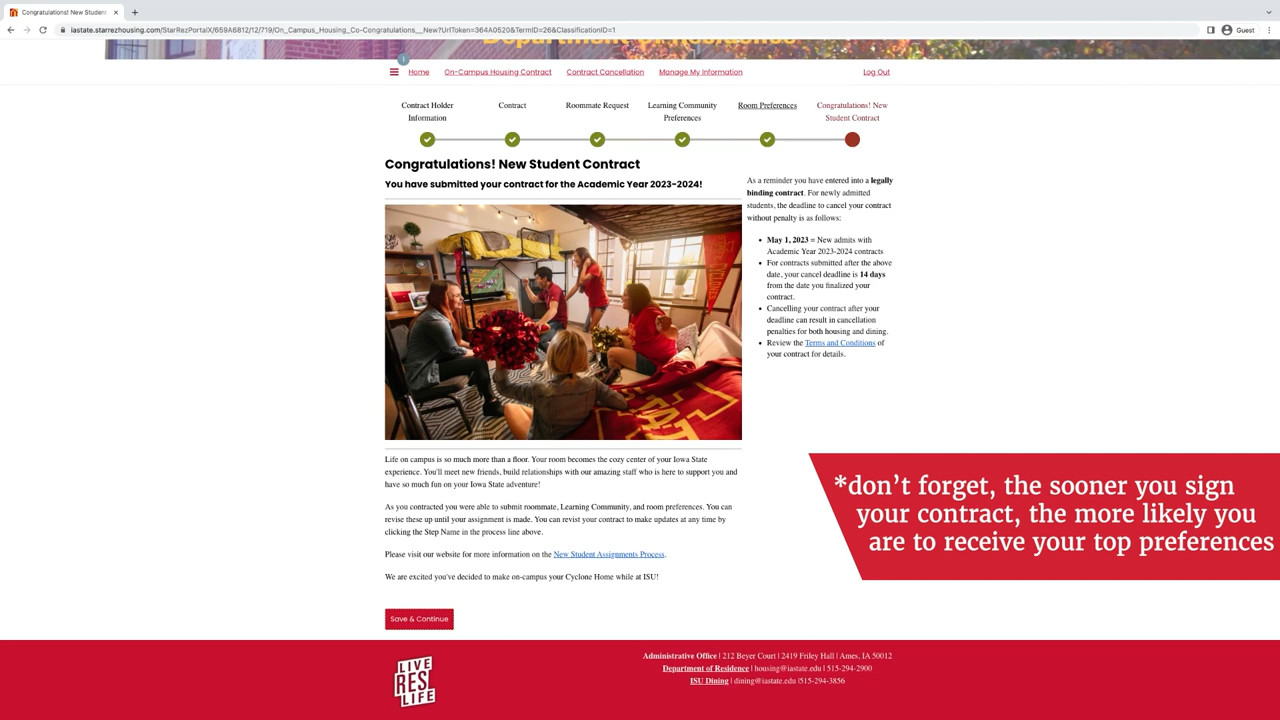 Congratulations! New Student
iastate.starrezhousing.com/StarRezPortalX/659A6812/12/719/On_Campus_Housing_Co-Congratulations__New?UrlToken=364A0520&TermID=26&ClassificationID=1
Guest
Department of Residence
Home On-Campus Housing Contract Contract Cancellation Manage My Information Log Out
Contract Holder Information
Contract
Roommate Request
Learning Community Preferences
Room Preferences
Congratulations! New Student Contract
Congratulations! New Student Contract
You have submitted your contract for the Academic Year 2023-2024!
CYCLONES
Life on campus is so much more than a floor. Your room becomes the cozy center of your Iowa State
experience. You'll meet new friends, build relationships with our amazing staff who is here to support you and
have so much fun on your Iowa State adventure!
As you contracted you were able to submit roommate, Learning Community, and room preferences. You can
revise these up until your assignment is made. You can revist your contract to make updates at any time by
clicking the Step Name in the process line above.
Please visit our website for more information on the New Student Assignments Process.
We are excited you've decided to make on-campus your Cyclone Home while at ISU!
Save & Continue
As a reminder you have entered into a legally
binding contract. For newly admitted
students, the deadline to cancel your contract
without penalty is as follows:
May 1, 2023 = New admits with
Academic Year 2023-2024 contracts
For contracts submitted after the above
date, your cancel deadline is 14 days
from the date you finalized your
contract.
Cancelling your contract after your
deadline can result in cancellation
penalties for both housing and dining.
Review the Terms and Conditions of
your contract for details.
*don't forget, the sooner you sign
your contract, the more likely you
are to receive your top preferences
LIVE
RES
LIFE
Administrative Office | 212 Beyer Court | 2419 Friley Hall | Ames, IA 50012
Department of Residence | housing@iastate.edu | 515-294-2900
ISU Dining | dining@iastate.edu |515-294-3856